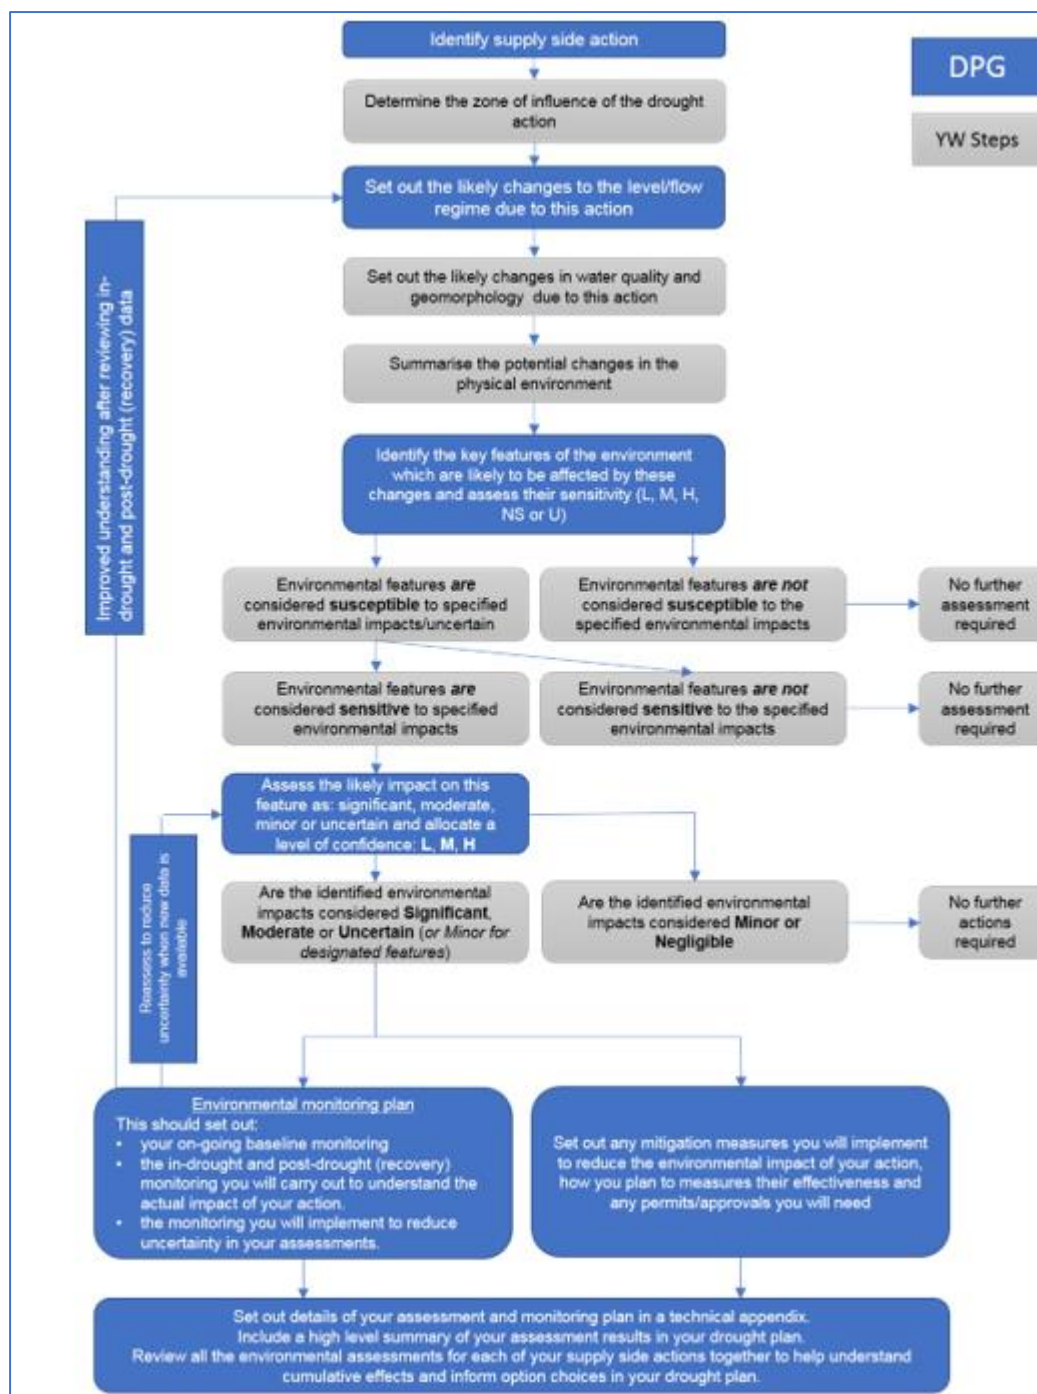 Identify supply side action
DPG
Determine the zone of influence of the drought
action
YW Steps
Set out the likely changes to the level/flow
regime due to this action
Set out the likely changes in water quality and
geomorphology due to this action
Summarise the potential changes in the
physical environment
Improved understanding after reviewing in-
drought and post-drought (recovery) data
Identify the key features of the environment
which are likely to be affected by these
changes and assess their sensitivity (L, M, H,
NS or U)
Environmental features are
considered susceptible to specified
environmental impacts/uncertain
Environmental features are not
considered susceptible to the
specified environmental impacts
No further
assessment
required
Environmental features are
considered sensitive to specified
environmental impacts
Environmental features are not
considered sensitive to the specified
environmental impacts
No further
assessment
required
Assess the likely impact on this
feature as: significant, moderate,
minor or uncertain and allocate a
level of confidence: L, M, H
Reassess to reduce
uncertainty when now data is
available
Are the identified environmental
impacts considered Significant,
Moderate or Uncertain (or Minor for
designated features)
Are the identified environmental
impacts considered Minor or
Negligible
No further
actions
required
Environmental monitoring plan
This should set out:
• your on-going baseline monitoring
• the in-drought and post-drought (recovery)
monitoring you will carry out to understand the
actual impact of your action.
• the monitoring you will implement to reduce
uncertainty in your assessments.
Set out any mitigation measures you will implement
to reduce the environmental impact of your action,
how you plan to measures their effectiveness and
any permits/approvals you will need
Set out details of your assessment and monitoring plan in a technical appendix.
Include a high level summary of your assessment results in your drought plan.
Review all the environmental assessments for each of your supply side actions together to help understand
cumulative effects and inform option choices in your drought plan.